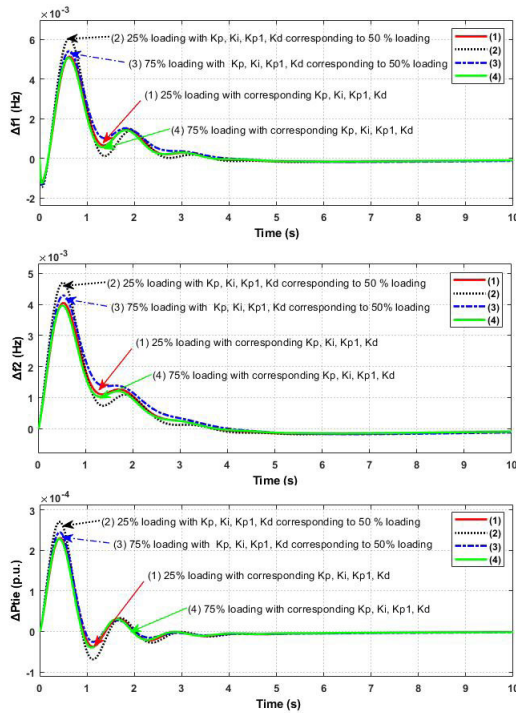 ×10⁻³
6
4
2
0
-2
Δf1 (Hz)
(2) 25% loading with Kp, Ki, Kp1, Kd corresponding to 50 % loading
(3) 75% loading with Kp, Ki, Kp1, Kd corresponding to 50% loading
(1) 25% loading with corresponding Kp, Ki, Kp1, Kd
(4) 75% loading with corresponding Kp, Ki, Kp1, Kd
(1)
(2)
(3)
(4)
0 1 2 3 4 5 6 7 8 9 10
Time (s)
×10⁻³
5
4
3
2
1
0
-1
Δf2 (Hz)
(2) 25% loading with Kp, Ki, Kp1, Kd corresponding to 50 % loading
(3) 75% loading with Kp, Ki, Kp1, Kd corresponding to 50% loading
(1) 25% loading with corresponding Kp, Ki, Kp1, Kd
(4) 75% loading with corresponding Kp, Ki, Kp1, Kd
(1)
(2)
(3)
(4)
0 1 2 3 4 5 6 7 8 9 10
Time (s)
×10⁻⁴
3
2
1
0
-1
ΔPtie (p.u.)
(2) 25% loading with Kp, Ki, Kp1, Kd corresponding to 50 % loading
(3) 75% loading with Kp, Ki, Kp1, Kd corresponding to 50% loading
(1) 25% loading with corresponding Kp, Ki, Kp1, Kd
(4) 75% loading with corresponding Kp, Ki, Kp1, Kd
(1)
(2)
(3)
(4)
0 1 2 3 4 5 6 7 8 9 10
Time (s)